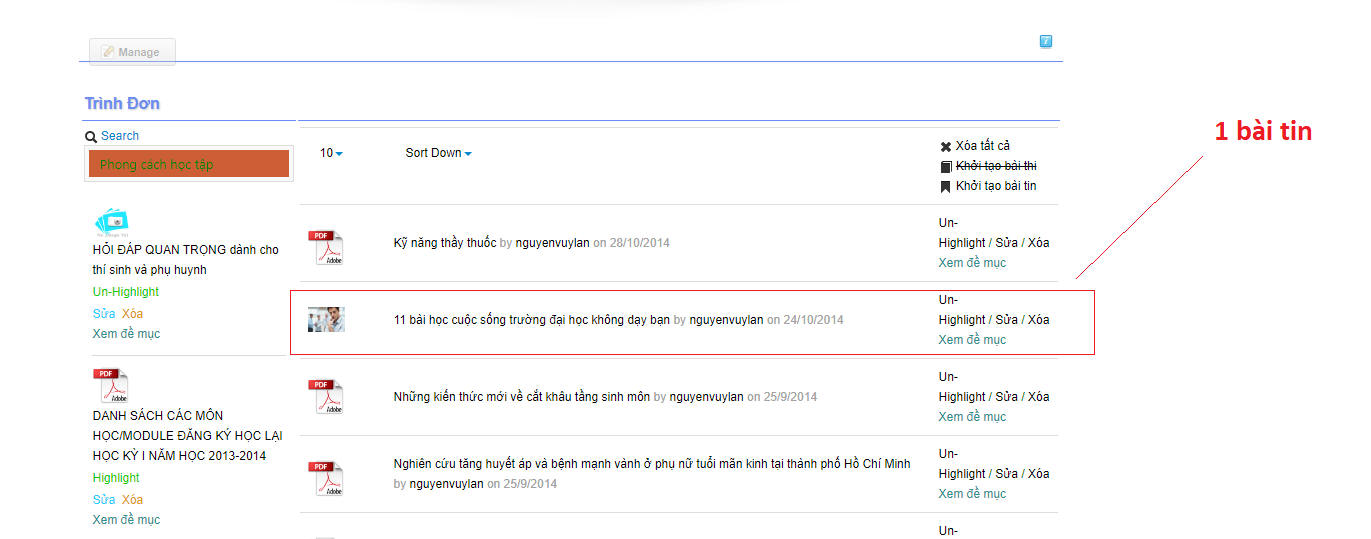 Manage
Trình Đơn
Search
Phong cách học tập
HỎI ĐÁP QUAN TRỌNG dành cho
thí sinh và phụ huynh
Un-Highlight
Sửa Xóa
Xem đề mục
PDF
Adobe
DANH SÁCH CÁC MÔN
HỌC/MODULE ĐĂNG KÝ HỌC LẠI
HỌC KỲ I NĂM HỌC 2013-2014
Highlight
Sửa Xóa
Xem đề mục
10
Sort Down
Xóa tất cả
Khởi tạo bài thi
Khởi tạo bài tin
PDF
Adobe
Kỹ năng thầy thuốc by nguyenvuylan on 28/10/2014
Un-
Highlight / Sửa / Xóa
Xem đề mục
11 bài học cuộc sống trường đại học không dạy bạn by nguyenvuylan on 24/10/2014
Un-
Highlight / Sửa / Xóa
Xem đề mục
1 bài tin
PDF
Adobe
Những kiến thức mới về cắt khâu tầng sinh môn by nguyenvuylan on 25/9/2014
Un-
Highlight / Sửa / Xóa
Xem đề mục
PDF
Adobe
Nghiên cứu tăng huyết áp và bệnh mạnh vành ở phụ nữ tuổi mãn kinh tại thành phố Hồ Chí Minh
by nguyenvuylan on 25/9/2014
Un-
Highlight / Sửa / Xóa
Xem đề mục
Un-